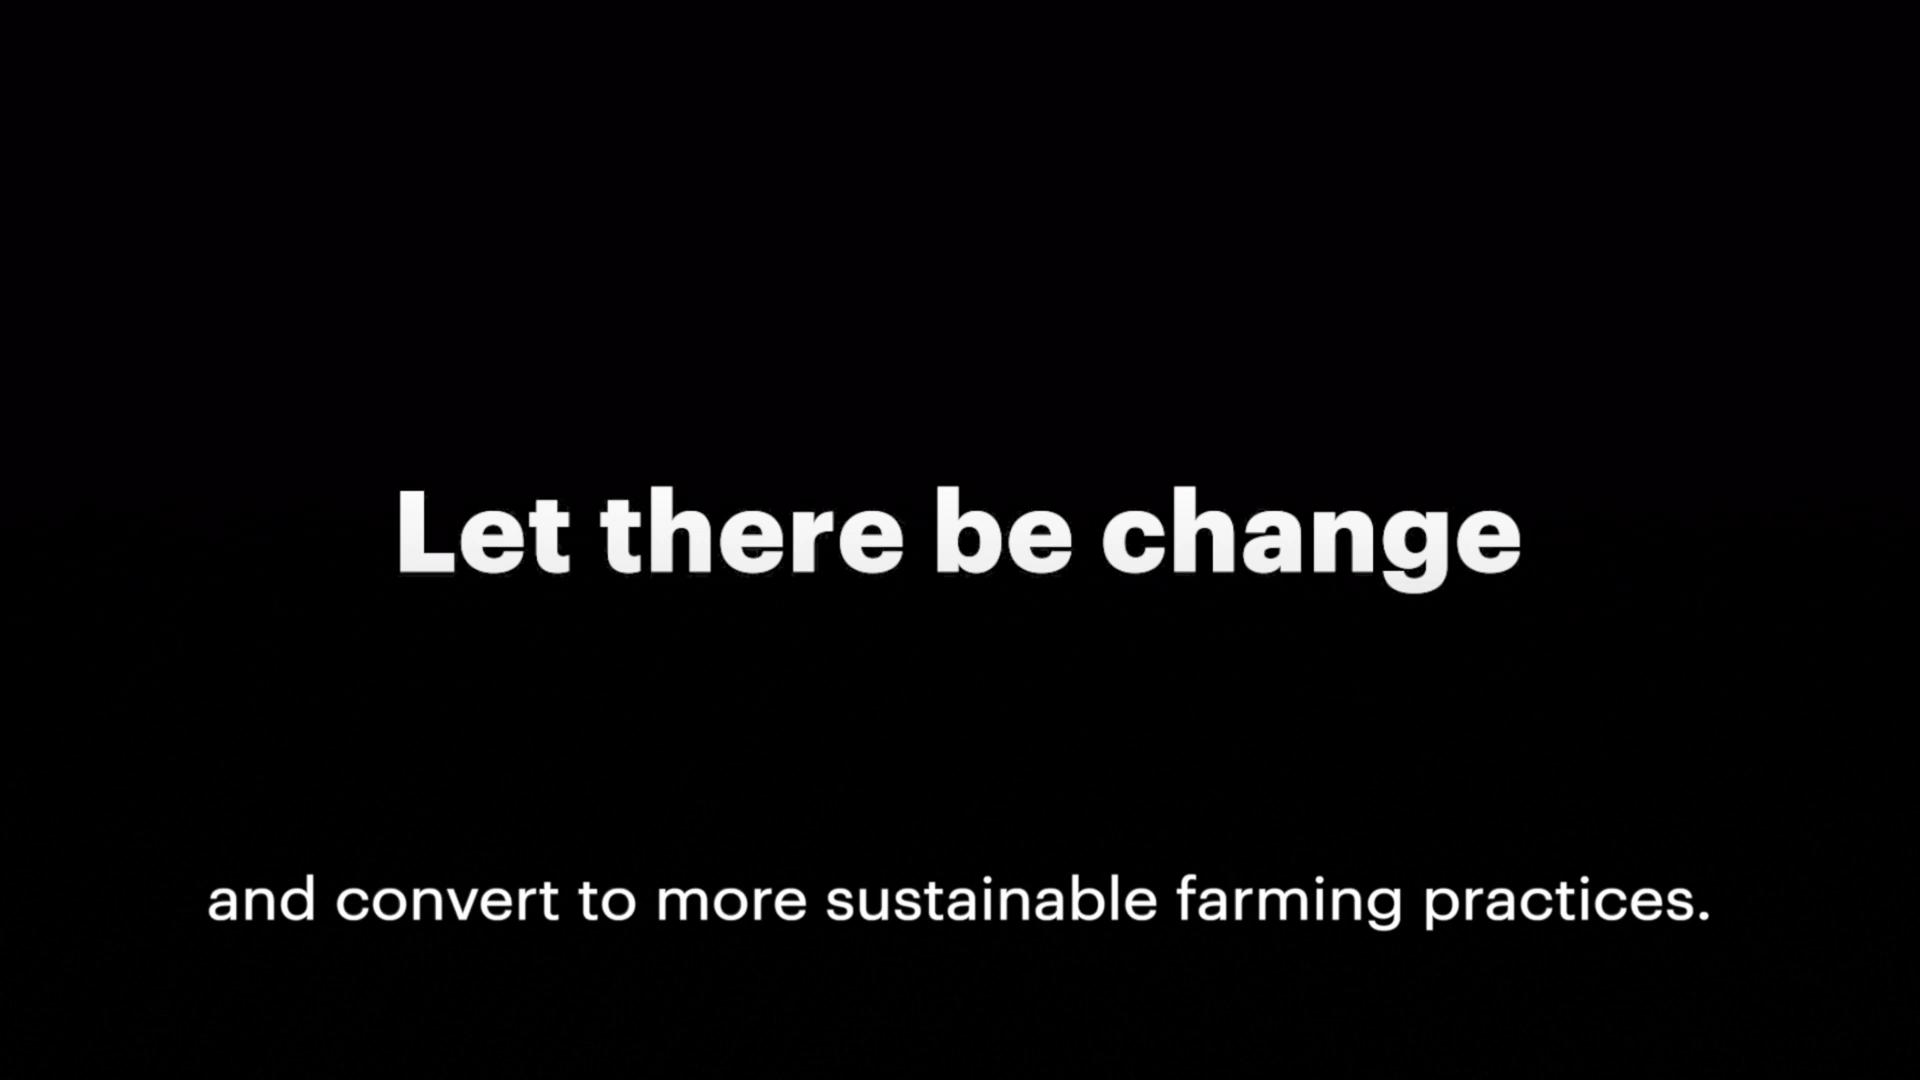 Let there be change
and convert to more sustainable farming practices.